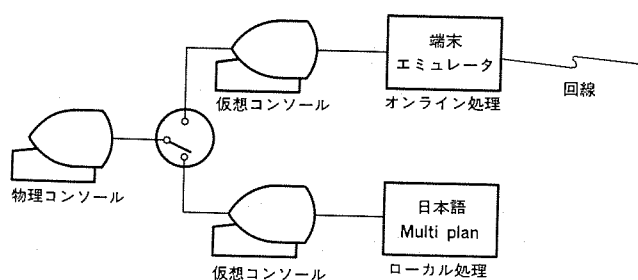 端末
エミュレータ
仮想コンソール
オンライン処理
回線
物理コンソール
日本語
Multi plan
仮想コンソール
ローカル処理